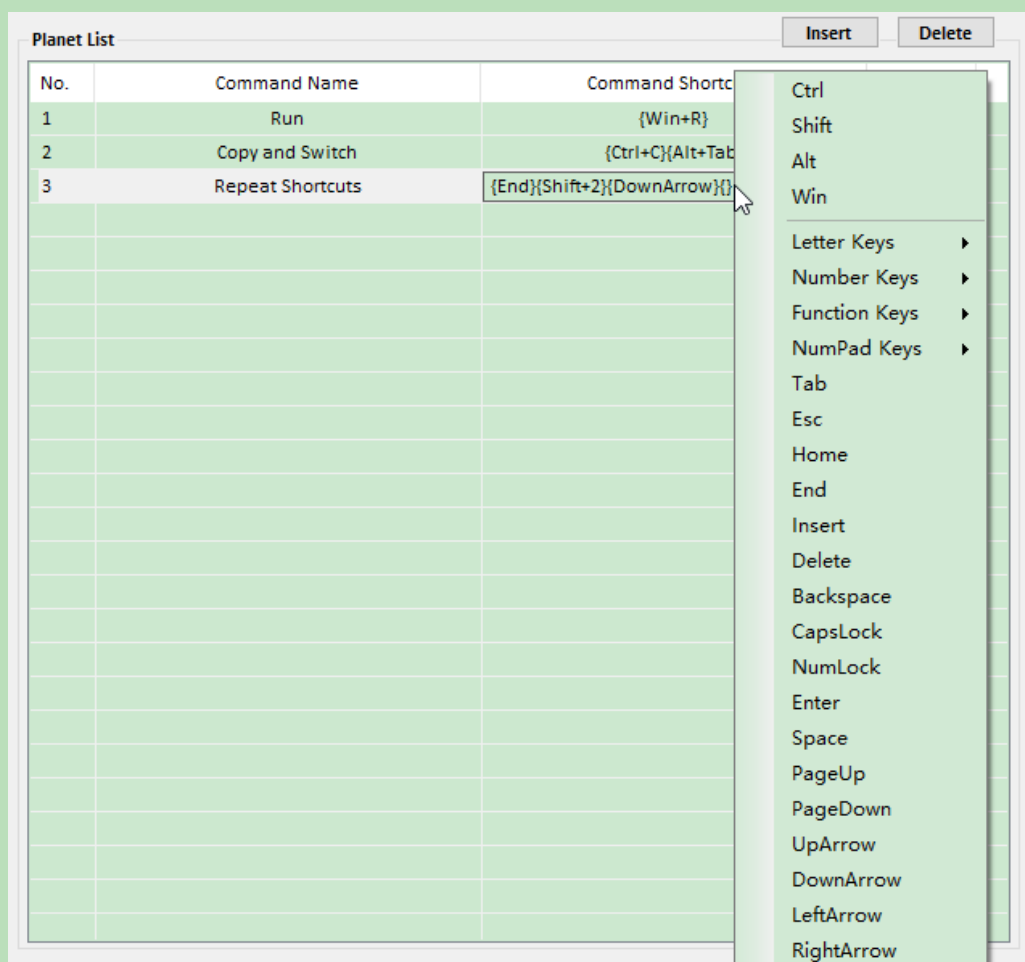 Planet List
Insert
Delete
No.
Command Name
Command Shortc
1
Run
{Win+R}
2
Copy and Switch
{Ctrl+C}{Alt+Tab
3
Repeat Shortcuts
{End}{Shift+2}{DownArrow}{}
Ctrl
Shift
Alt
Win
Letter Keys
Number Keys
Function Keys
NumPad Keys
Tab
Esc
Home
End
Insert
Delete
Backspace
CapsLock
NumLock
Enter
Space
PageUp
PageDown
UpArrow
DownArrow
LeftArrow
RightArrow